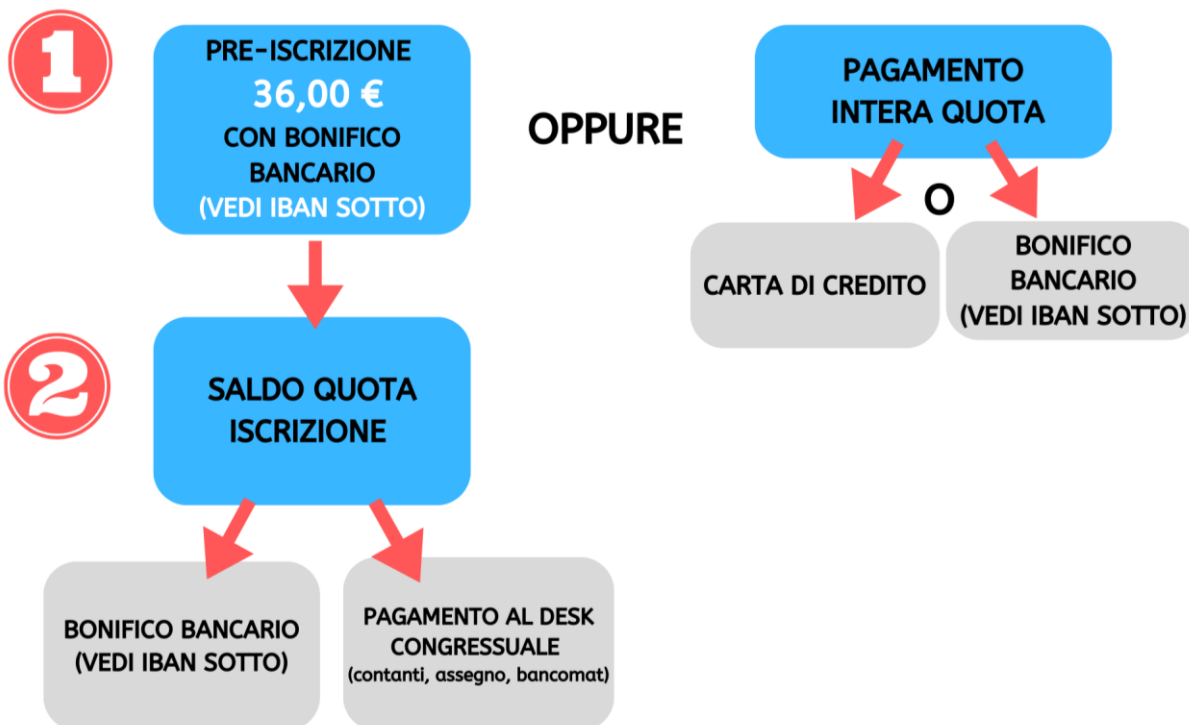 1
PRE-ISCRIZIONE
36,00 €
CON BONIFICO
BANCARIO
(VEDI IBAN SOTTO)
OPPURE
PAGAMENTO
INTERA QUOTA
O
CARTA DI CREDITO
BONIFICO
BANCARIO
(VEDI IBAN SOTTO)
2
SALDO QUOTA
ISCRIZIONE
BONIFICO BANCARIO
(VEDI IBAN SOTTO)
PAGAMENTO AL DESK
CONGRESSUALE
(contanti, assegno, bancomat)